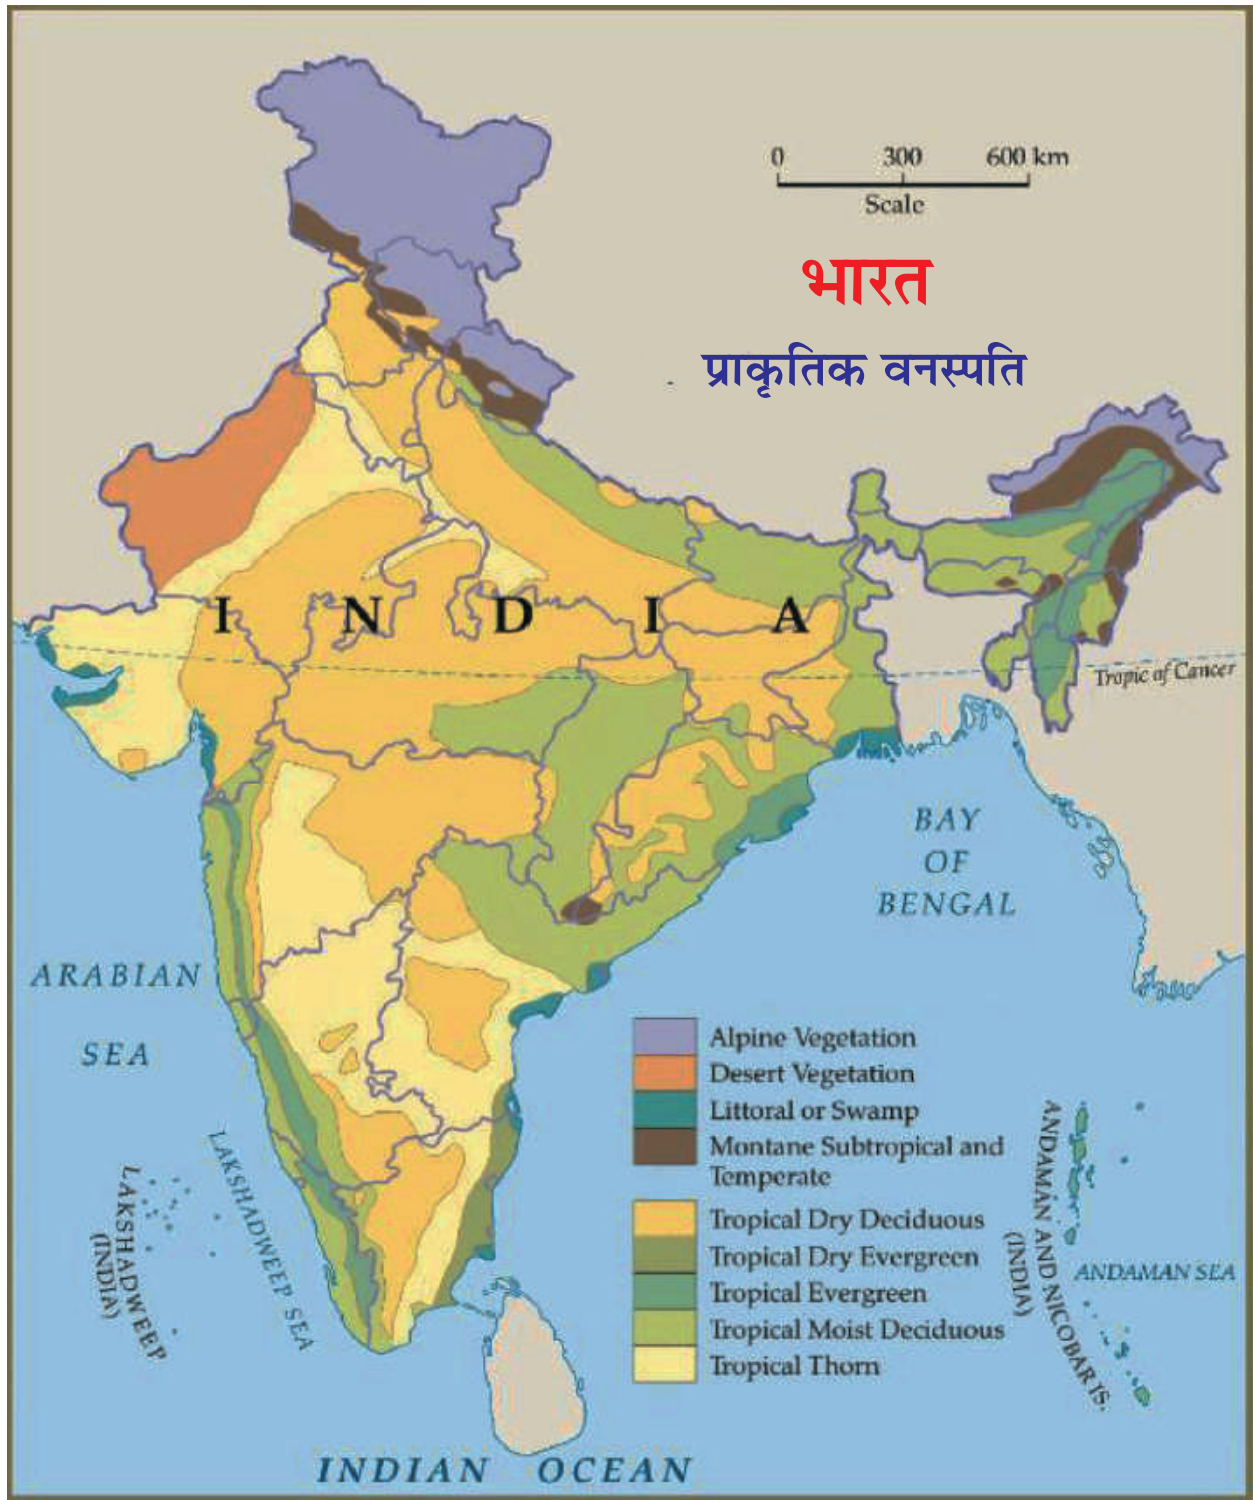 0 300 600 km
Scale
भारत
प्राकृतिक वनस्पति
I N D I A
Tropic of Cancer
BAY
OF
BENGAL
ARABIAN
SEA
LAKSHADWEEP
(INDIA)
LAKSHADWEEP SEA
Alpine Vegetation
Desert Vegetation
Littoral or Swamp
Montane Subtropical and
Temperate
Tropical Dry Deciduous
Tropical Dry Evergreen
Tropical Evergreen
Tropical Moist Deciduous
Tropical Thorn
ANDAMAN AND NICOBAR IS.
(INDIA)
ANDAMAN SEA
INDIAN OCEAN